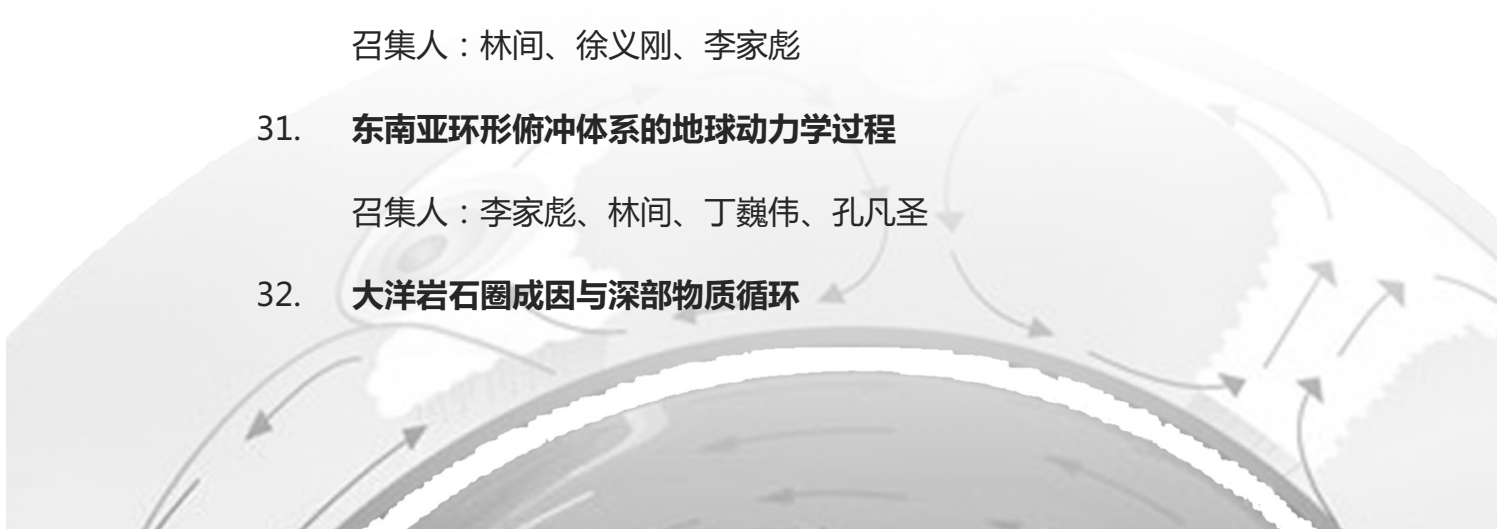 召集人：林间、徐义刚、李家彪
31. 东南亚环形俯冲体系的地球动力学过程
召集人：李家彪、林间、丁巍伟、孔凡圣
32. 大洋岩石圈成因与深部物质循环